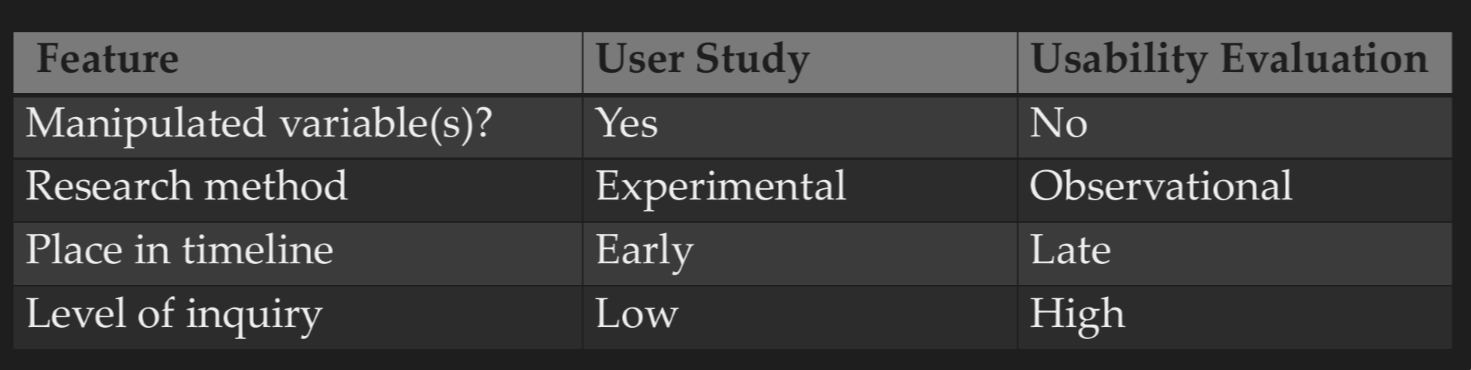 Feature User Study Usability Evaluation
Manipulated variable(s)? Yes No
Research method Experimental Observational
Place in timeline Early Late
Level of inquiry Low High